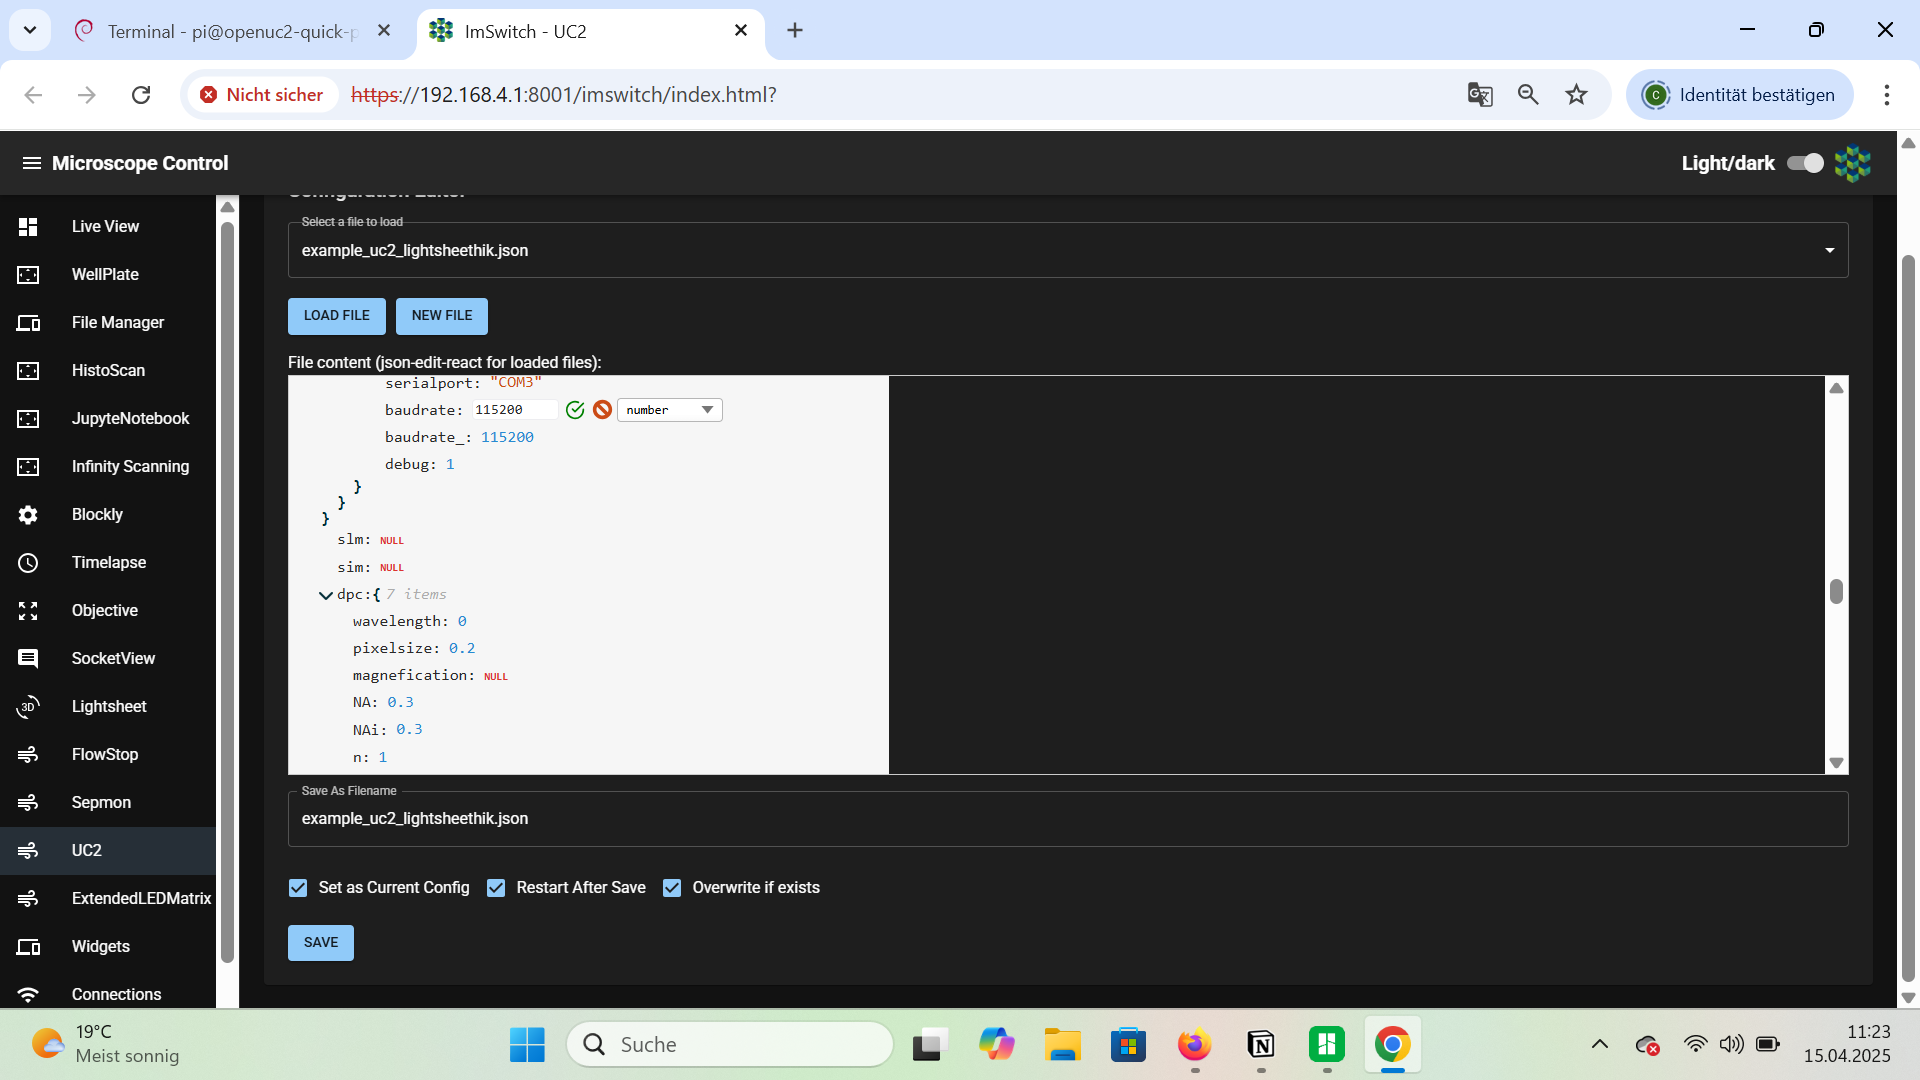 Terminal - pi@openuc2-quick-p
ImSwitch - UC2
Nicht sicher
https://192.168.4.1:8001/imswitch/index.html?
C
Identität bestätigen
Microscope Control
Light/dark
Live View
WellPlate
File Manager
HistoScan
JupyteNotebook
Infinity Scanning
Blockly
Timelapse
Objective
SocketView
3D
Lightsheet
FlowStop
Sepmon
UC2
ExtendedLEDMatrix
Widgets
Connections
Configuration Editor
Select a file to load
example_uc2_lightsheethik.json
LOAD FILE
NEW FILE
File content (json-edit-react for loaded files):
serialport: "COM3"
baudrate: 115200 number
baudrate_: 115200
debug: 1
}
}
}
slm: NULL
sim: NULL
dpc:{ 7 items
wavelength: 0
pixelsize: 0.2
magnefication: NULL
NA: 0.3
NAi: 0.3
n: 1
Save As Filename
example_uc2_lightsheethik.json
Set as Current Config
Restart After Save
Overwrite if exists
SAVE
19°C
Meist sonnig
Suche
11:23
15.04.2025